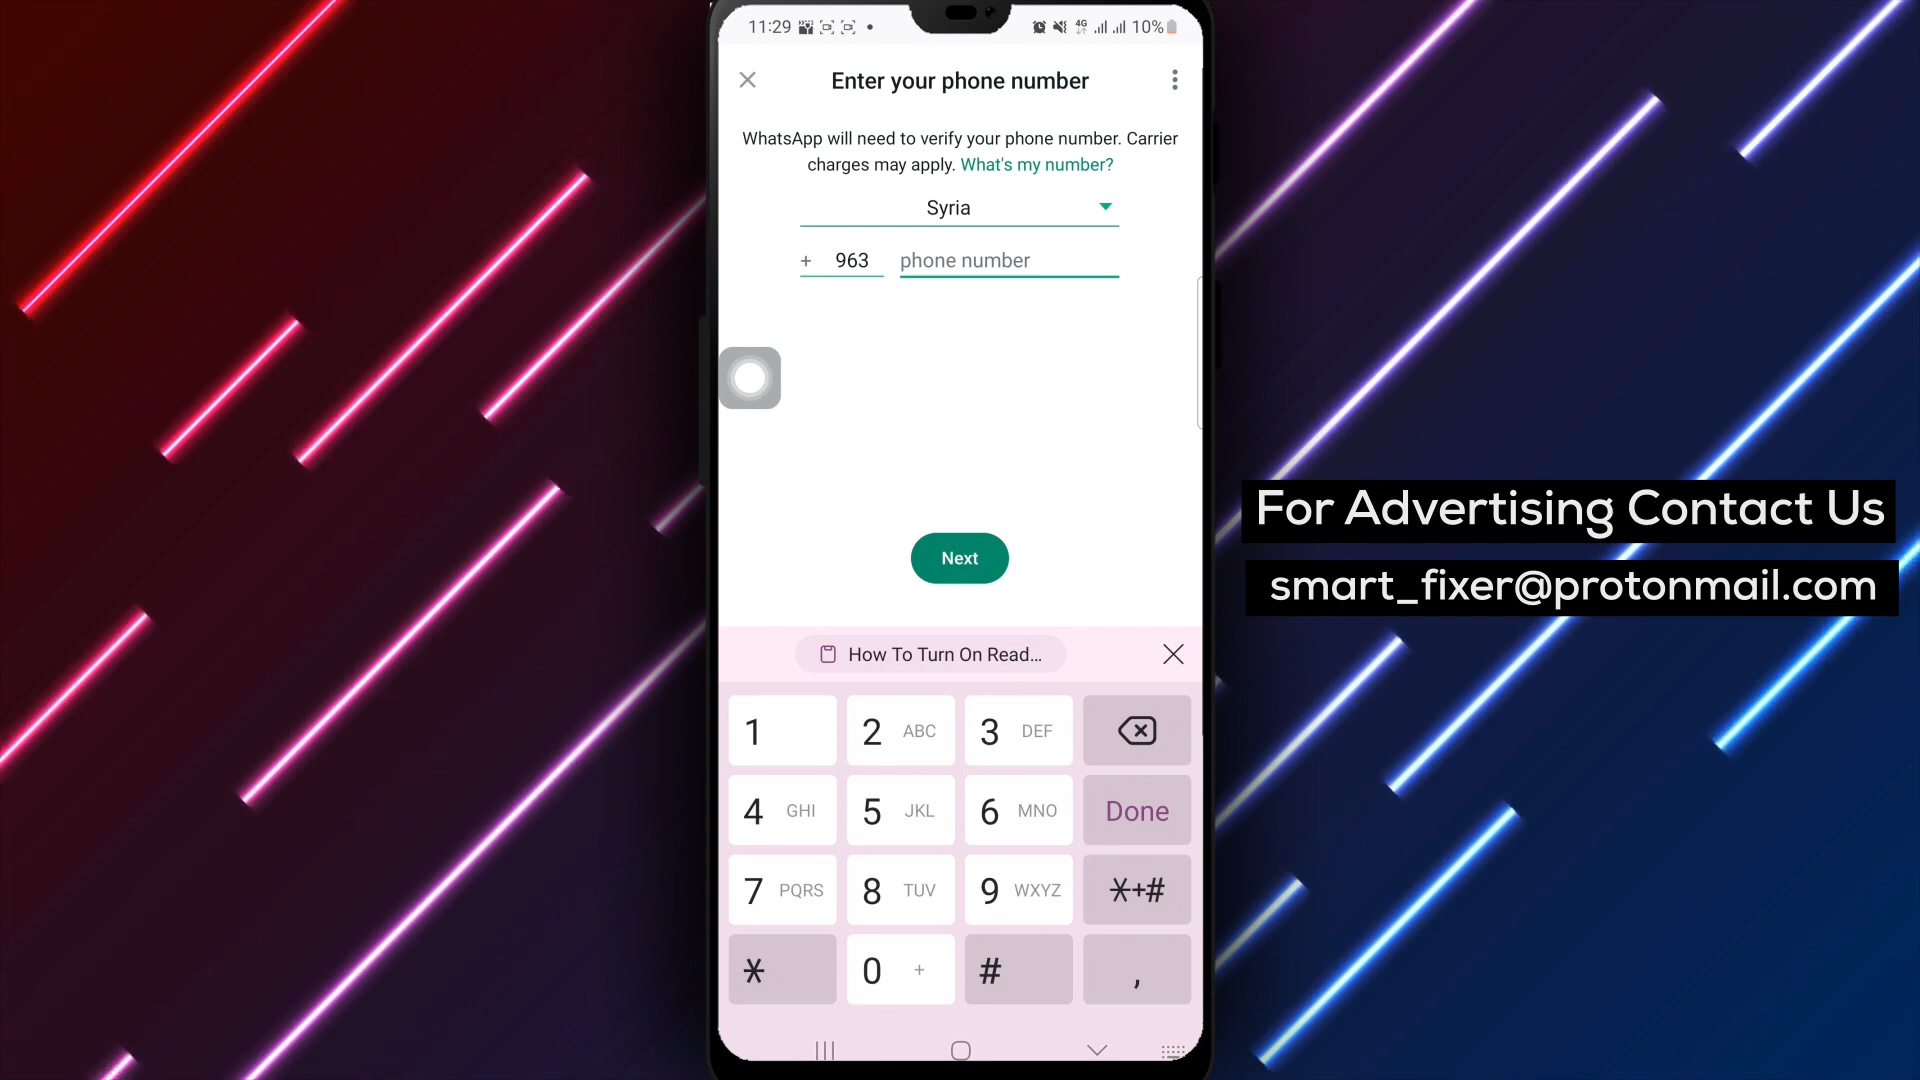 11:29
4G 10%
Enter your phone number
WhatsApp will need to verify your phone number. Carrier
charges may apply. What's my number?
Syria
+ 963 phone number
Next
How To Turn On Read...
1 2 ABC 3 DEF
4 GHI 5 JKL 6 MNO Done
7 PQRS 8 TUV 9 WXYZ *+#
* 0 + # ,
For Advertising Contact Us
smart_fixer@protonmail.com